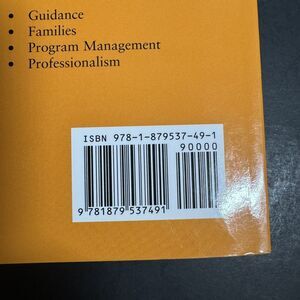 • Guidance
• Families
• Program Management
• Professionalism
ISBN 978-1-879537-49-1
90000
9 781879 537491